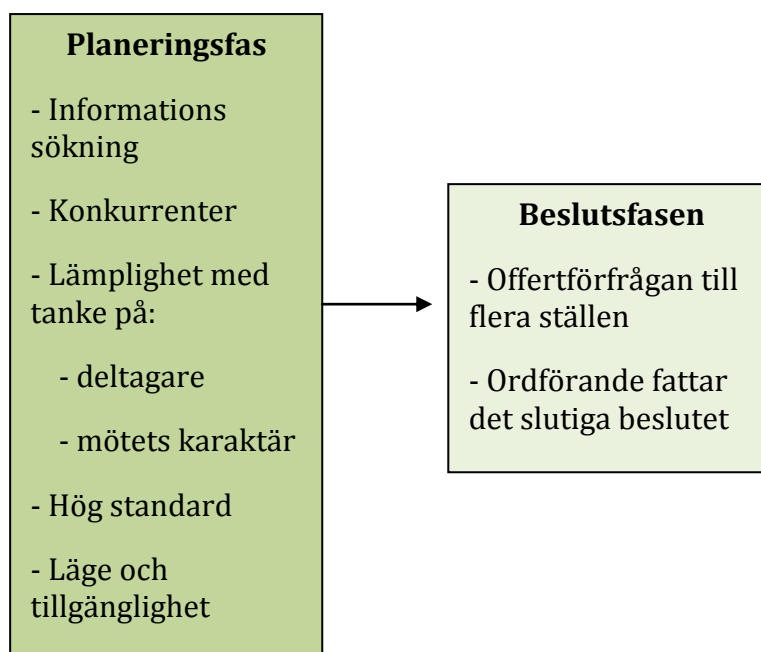 Planeringsfas
- Informations
sökning
- Konkurrenter
- Lämplighet med
tanke på:
- deltagare
- mötets karaktär
- Hög standard
- Läge och
tillgänglighet
Beslutsfasen
- Offertförfrågan till
flera ställen
- Ordförande fattar
det slutiga beslutet